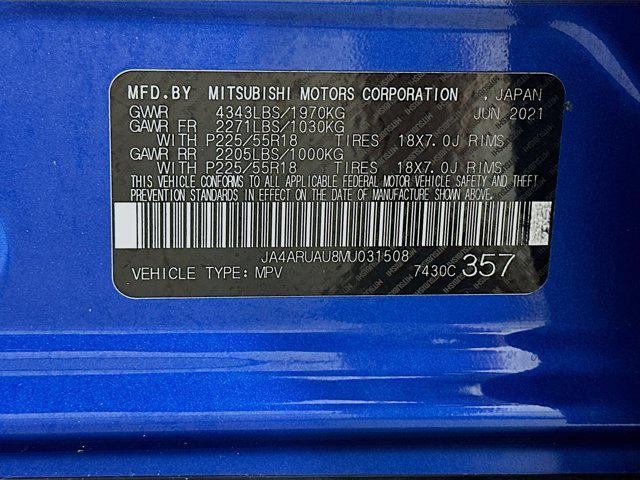 MFD.BY MITSUBISHI MOTORS CORPORATION , JAPAN
GVWR 4343LBS/1970KG JUN 2021
GAWR FR 2271LBS/1030KG
WITH P225/55R18 TIRES 18X7.0J RIMS
GAWR RR 2205LBS/1000KG
WITH P225/55R18 TIRES 18X7.0J RIMS
THIS VEHICLE CONFORMS TO ALL APPLICABLE FEDERAL MOTOR VEHICLE SAFETY AND THEFT
PREVENTION STANDARDS IN EFFECT ON THE DATE OF MANUFACTURE SHOWN ABOVE.
JA4ARUAU8MU031508
VEHICLE TYPE:MPV 7430C 357